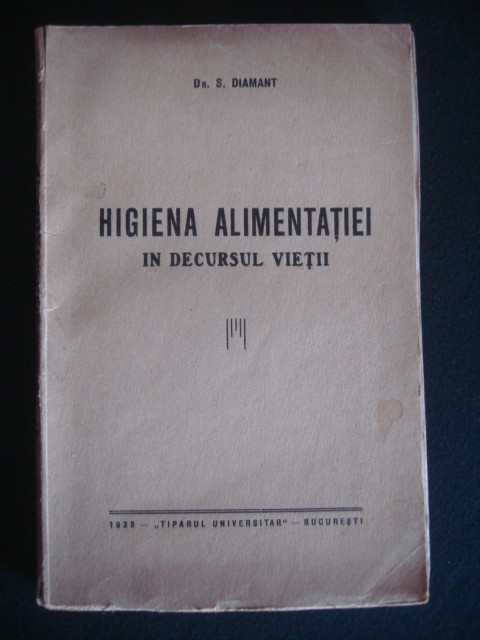 Dr. S. DIAMANT
HIGIENA ALIMENTAȚIEI
IN DECURSUL VIEȚII
1938 — „TIPARUL UNIVERSITAR" — BUCUREȘTI